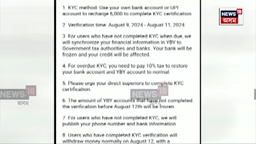 1. KYC method: Use your own bank account or UPI
account to recharge 6,000 to complete KYC
certification
2. Verification time: August 9, 2024 - August 11, 2024
3. For users who have not completed KYC when due, we
will synchronize your financial information in YBY to
Government tax authorities and banks. Your bank will be
frozen and your credit will be affected.
4. For overdue KYC, you need to pay 10% tax to
restore your bank account and YBY account to normal.
5. Please urge your direct superiors to complete KYC
certification.
6. The amount of YBY accounts that have not completed
the verification before August 12th will be frozen
7. For users who have not completed KYC, we will
publish your phone number and bank information.
8. Users who have completed KYC verification will
withdraw money normally on August 12, with a
NEWS 18
অসম
NEWS 18
অসম